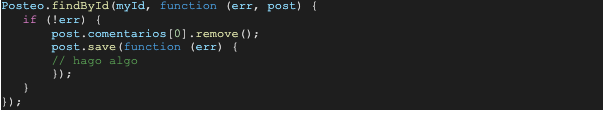 Posteo.findById(myId, function (err, post) {
   if (!err) {
       post.comentarios[0].remove();
       post.save(function (err) {
       // hago algo
       });
   }
});